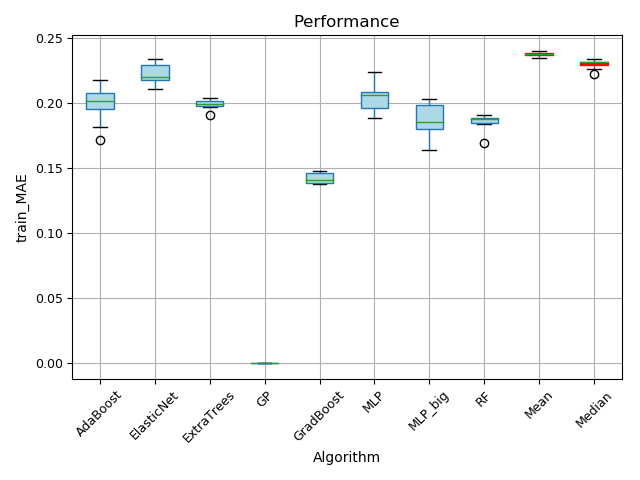 Performance
train_MAE
0.25
0.20
0.15
0.10
0.05
0.00
AdaBoost
ElasticNet
ExtraTrees
GP
GradBoost
MLP
MLP_big
RF
Mean
Median
Algorithm